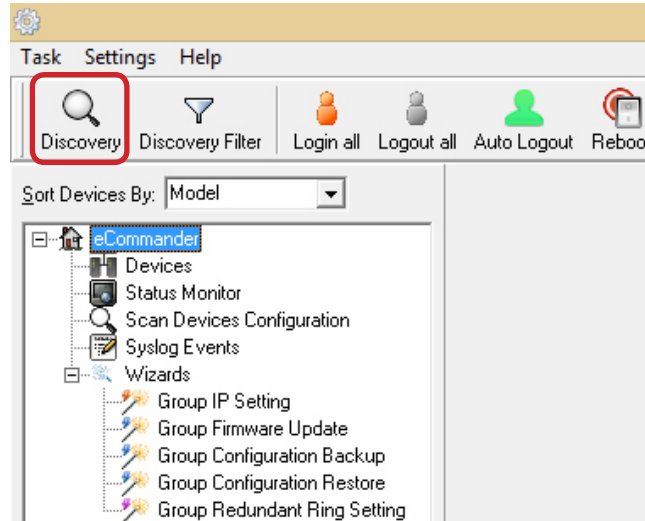 Task Settings Help
Discovery Discovery Filter Login all Logout all Auto Logout Reboo
Sort Devices By: Model
eCommander
Devices
Status Monitor
Scan Devices Configuration
Syslog Events
Wizards
Group IP Setting
Group Firmware Update
Group Configuration Backup
Group Configuration Restore
Group Redundant Ring Setting